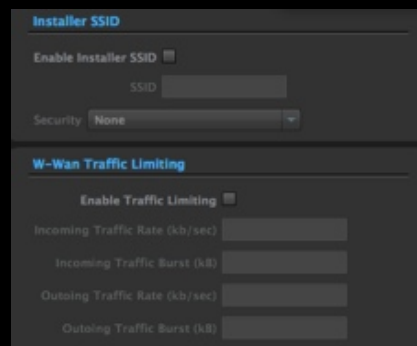 Installer SSID
Enable Installer SSID
SSID
Security None
W-Wan Traffic Limiting
Enable Traffic Limiting
Incoming Traffic Rate (kb/sec)
Incoming Traffic Burst (kB)
Outoing Traffic Rate (kb/sec)
Outoing Traffic Burst (kB)